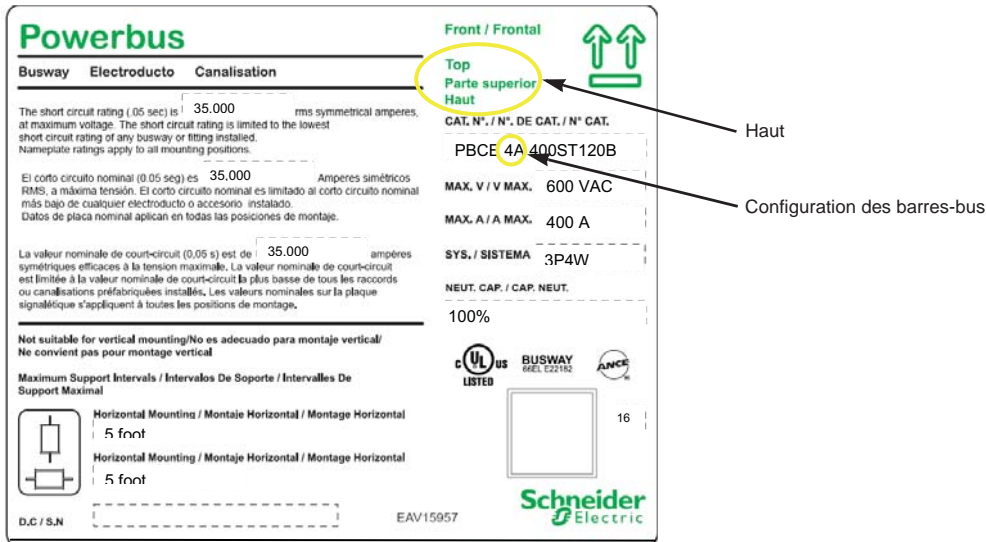 Powerbus
Busway Electroducto Canalisation
The short circuit rating (.05 sec) is 35.000 rms symmetrical amperes,
at maximum voltage. The short circuit rating is limited to the lowest
short circuit rating of any busway or fitting installed.
Nameplate ratings apply to all mounting positions.
El corto circuito nominal (0.05 seg) es 35.000 Amperes simétricos
RMS, a máxima tensión. El corto circuito nominal es limitado al corto circuito nominal
más bajo de cualquier electroducto o accesorio instalado.
Datos de placa nominal aplican en todas las posiciones de montaje.
La valeur nominale de court-circuit (0,05 s) est de 35.000 ampères
symétriques efficaces à la tension maximale. La valeur nominale de court-circuit
est limitée à la valeur nominale de court-circuit la plus basse de tous les raccords
ou canalisations préfabriquées installés. Les valeurs nominales sur la plaque
signalétique s'appliquent à toutes les positions de montage.
Not suitable for vertical mounting/No es adecuado para montaje vertical/
Ne convient pas pour montage vertical
Maximum Support Intervals / Intervalos De Soporte / Intervalles De
Support Maximal
Horizontal Mounting / Montaje Horizontal / Montage Horizontal
5 foot
Horizontal Mounting / Montaje Horizontal / Montage Horizontal
5 foot
D.C / S.N
EAV15957
Front / Frontal
Top
Parte superior
Haut
CAT. N°. / N°. DE CAT. / N° CAT.
PBCE 4A 400ST120B
MAX. V / V MAX. 600 VAC
MAX. A / A MAX. 400 A
SYS. / SISTEMA 3P4W
NEUT. CAP. / CAP. NEUT.
100%
c UL us
LISTED
BUSWAY
66EL E22182
ANCE
16
Schneider
Electric
Haut
Configuration des barres-bus